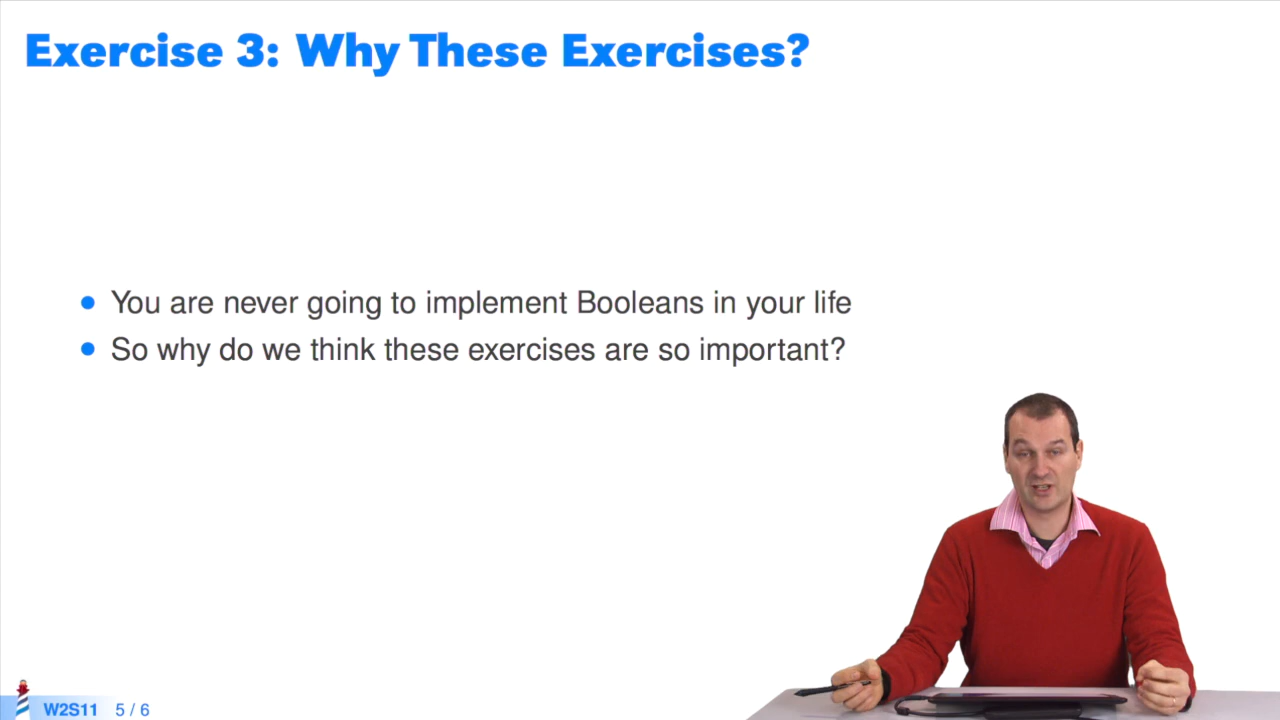 Exercise 3: Why These Exercises?
You are never going to implement Booleans in your life
So why do we think these exercises are so important?
W2S11 5 / 6